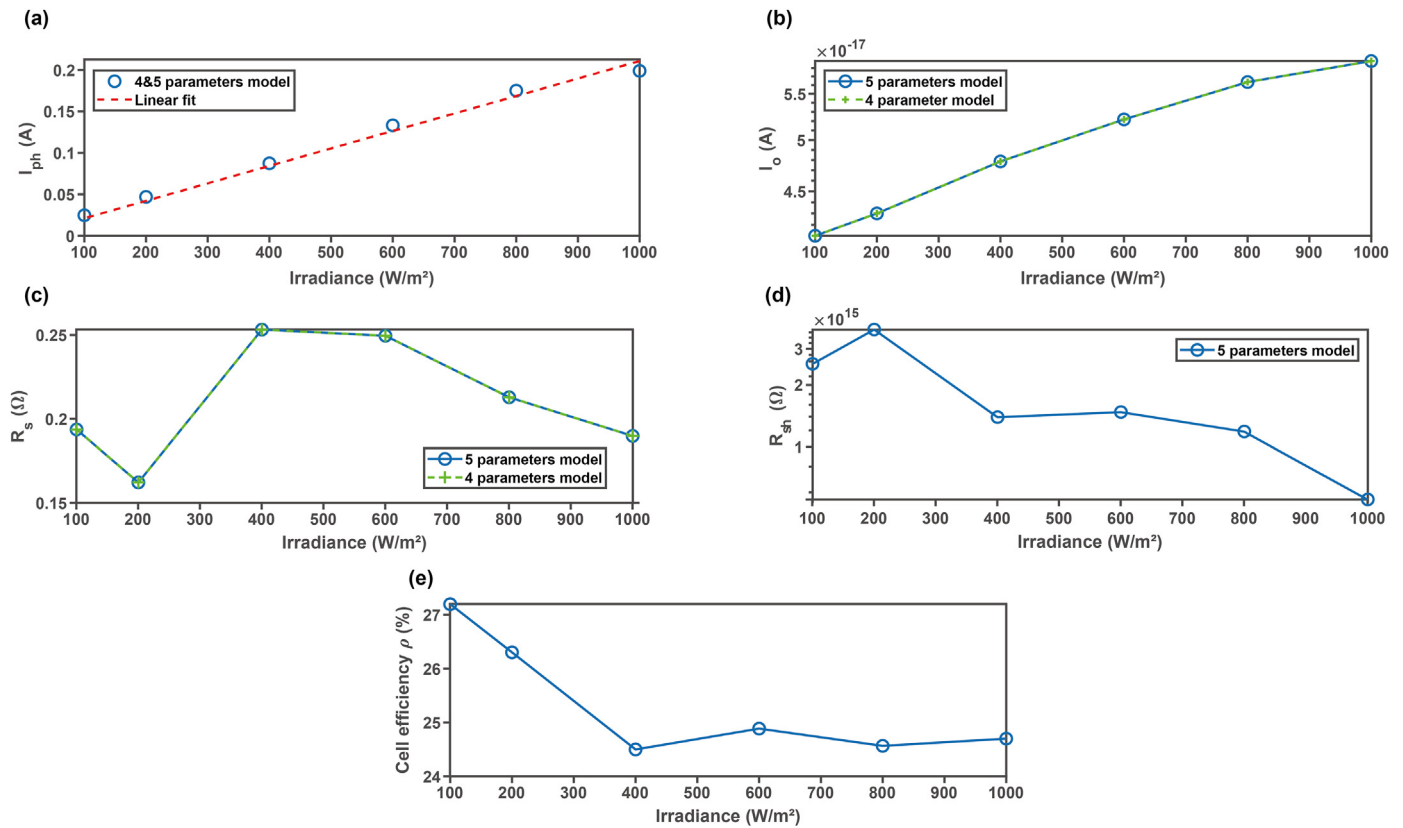 (a)
0.2
0.15
0.1
0.05
0
I_ph (A)
4&5 parameters model
Linear fit
100 200 300 400 500 600 700 800 900 1000
Irradiance (W/m²)
(b)
×10^-17
5.5
5
4.5
I_o (A)
5 parameters model
4 parameter model
100 200 300 400 500 600 700 800 900 1000
Irradiance (W/m²)
(c)
0.25
0.2
0.15
R_s (Ω)
5 parameters model
4 parameters model
100 200 300 400 500 600 700 800 900 1000
Irradiance (W/m²)
(d)
×10^15
3
2
1
R_sh (Ω)
5 parameters model
100 200 300 400 500 600 700 800 900 1000
Irradiance (W/m²)
(e)
27
26
25
24
Cell efficiency ρ (%)
100 200 300 400 500 600 700 800 900 1000
Irradiance (W/m²)